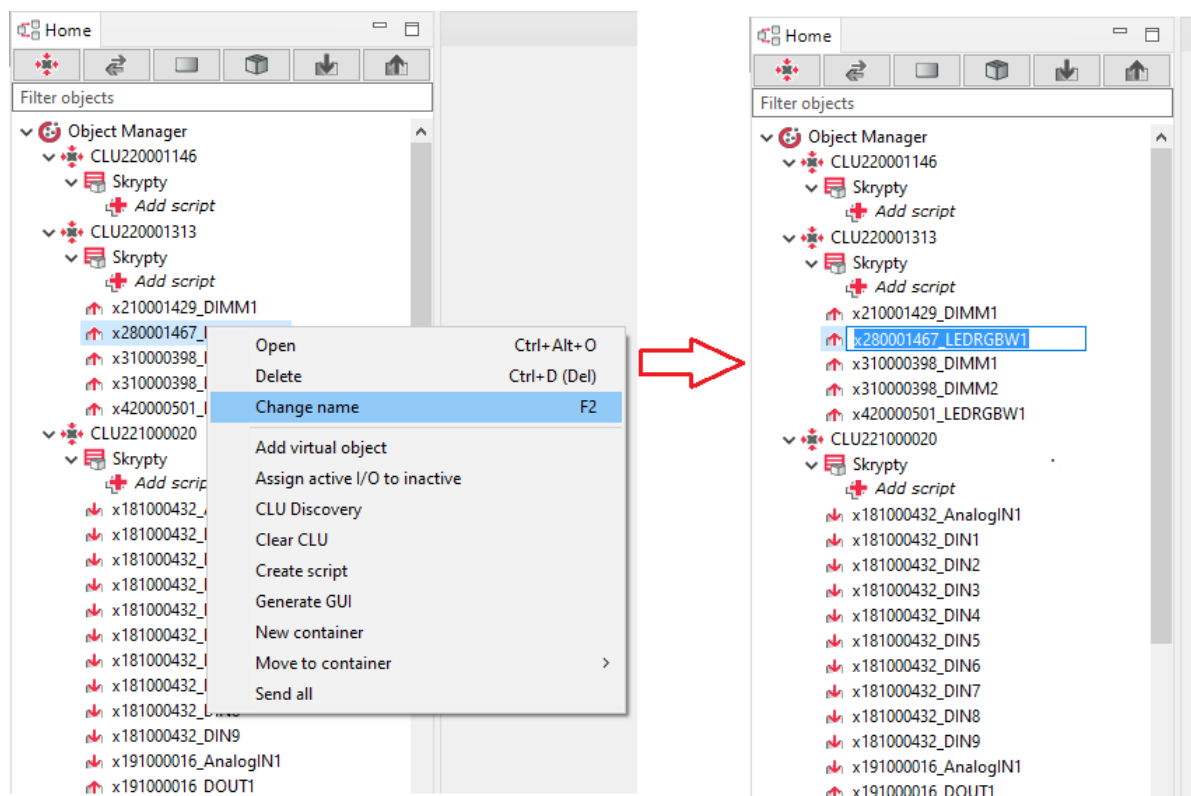 Home
Filter objects
Object Manager
CLU220001146
Skrypty
Add script
CLU220001313
Skrypty
Add script
x210001429_DIMM1
x280001467_
x310000398_
x310000398_
x420000501_
CLU221000020
Skrypty
Add scrip
x181000432_
x181000432_
x181000432_
x181000432_
x181000432_
x181000432_
x181000432_
x181000432_
x181000432_
x181000432_DIN9
x191000016_AnalogIN1
x191000016_DOUT1
Open Ctrl+Alt+O
Delete Ctrl+D (Del)
Change name F2
Add virtual object
Assign active I/O to inactive
CLU Discovery
Clear CLU
Create script
Generate GUI
New container
Move to container >
Send all
Home
Filter objects
Object Manager
CLU220001146
Skrypty
Add script
CLU220001313
Skrypty
Add script
x210001429_DIMM1
x280001467_LEDRGBW1
x310000398_DIMM1
x310000398_DIMM2
x420000501_LEDRGBW1
CLU221000020
Skrypty
Add script
x181000432_AnalogIN1
x181000432_DIN1
x181000432_DIN2
x181000432_DIN3
x181000432_DIN4
x181000432_DIN5
x181000432_DIN6
x181000432_DIN7
x181000432_DIN8
x181000432_DIN9
x191000016_AnalogIN1
x191000016_DOUT1